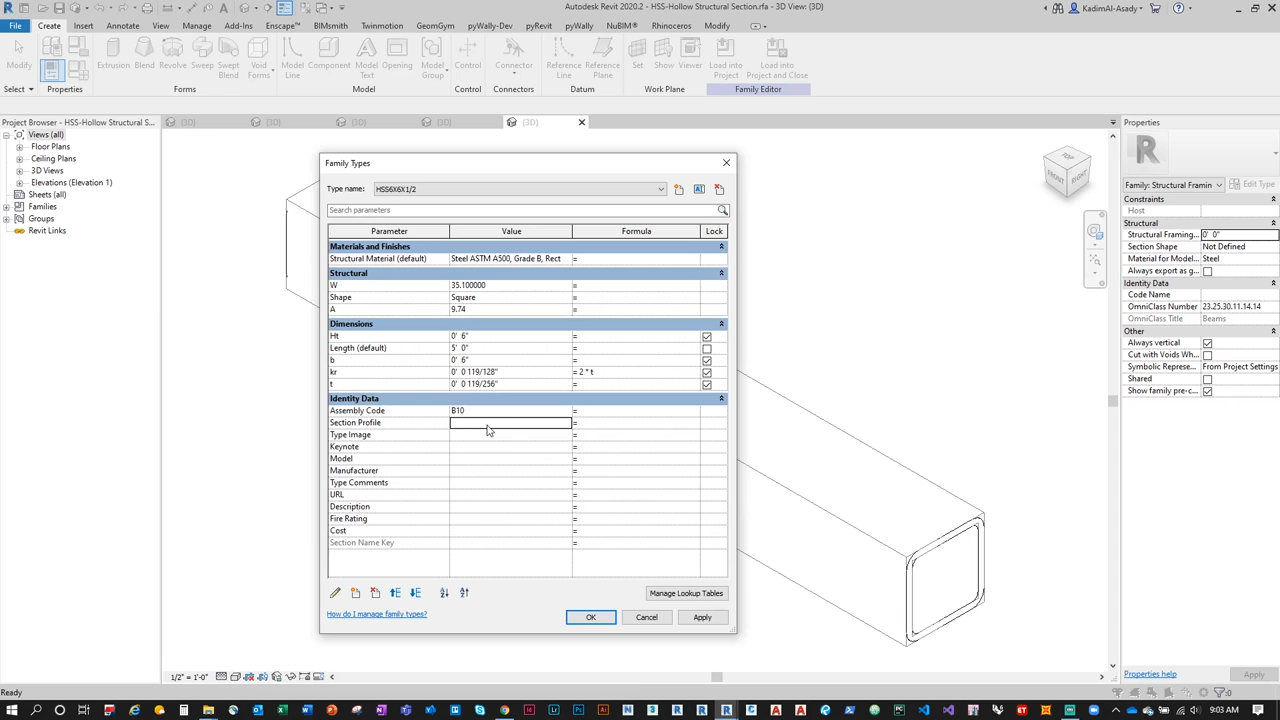 Autodesk Revit 2020.2 - HSS-Hollow Structural Section.rfa - 3D View: {3D}
KadimAl-Asady
File Create Insert Annotate View Manage Add-Ins Enscape™ BIMsmith Twinmotion GeomGym pyWally-Dev pyRevit NuBIM® pyWally Rhinoceros Modify
Modify Extrusion Blend Revolve Sweep Swept Blend Void Forms Model Line Component Model Text Opening Model Group Control Connector Reference Line Reference Plane Set Show Viewer Load into Project Load into Project and Close
Select Properties Forms Model Control Connectors Datum Work Plane Family Editor
Project Browser - HSS-Hollow Structural S...
{3D} {3D} {3D} {3D} {3D}
Properties
Views (all)
Floor Plans
Ceiling Plans
3D Views
Elevations (Elevation 1)
Sheets (all)
Families
Groups
Revit Links
Family Types
Type name: HSS6X6X1/2
Search parameters
Parameter Value Formula Lock
Materials and Finishes
Structural Material (default) Steel ASTM A500, Grade B, Rect =
Structural
W 35.100000 =
Shape Square =
A 9.74 =
Dimensions
Ht 0' 6" =
Length (default) 5' 0" =
b 0' 6" =
kr 0' 0 119/128" = 2 * t
t 0' 0 119/256" =
Identity Data
Assembly Code B10 =
Section Profile =
Type Image =
Keynote =
Model =
Manufacturer =
Type Comments =
URL =
Description =
Fire Rating =
Cost =
Section Name Key =
Manage Lookup Tables
How do I manage family types?
OK Cancel Apply
TOP
FRONT RIGHT
Family: Structural Framin Edit Type
Constraints
Host
Structural
Structural Framing... 0' 0"
Section Shape Not Defined
Material for Model... Steel
Always export as g...
Identity Data
Code Name
OmniClass Number 23.25.30.11.14.14
OmniClass Title Beams
Other
Always vertical
Cut with Voids Wh...
Symbolic Represe... From Project Settings
Shared
Show family pre-c...
Properties help Apply
1/2" = 1'-0"
Ready
:0
9:03 AM